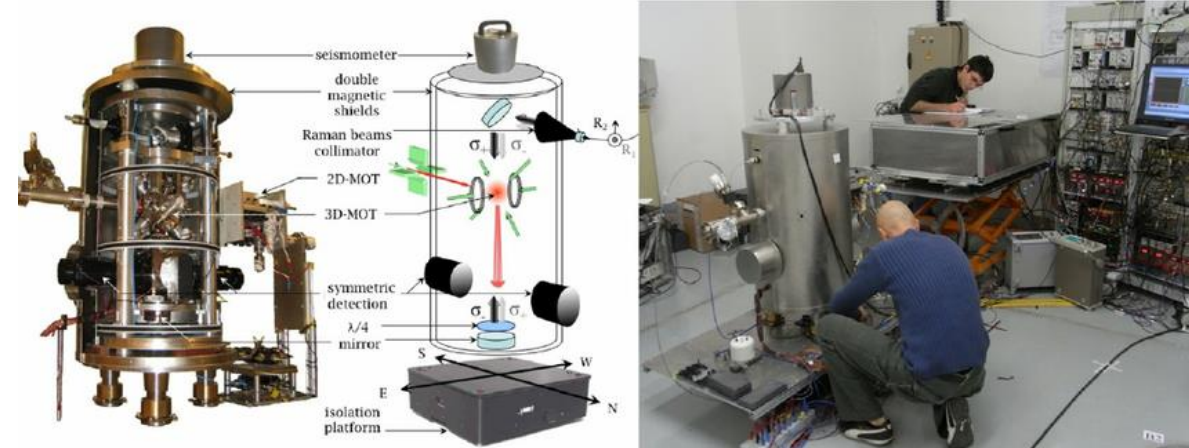 seismometer
double
magnetic
shields
Raman beams
collimator
R₂
R₁
σ₊
σ₋
2D-MOT
3D-MOT
symmetric
detection
λ/4
mirror
S
W
E
N
isolation
platform